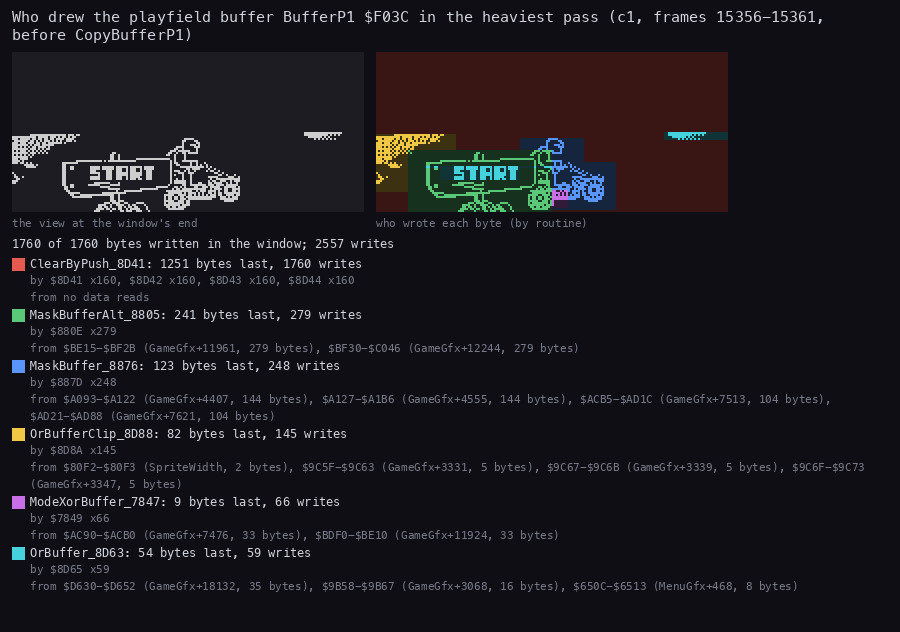 Who drew the playfield buffer BufferP1 $F03C in the heaviest pass (c1, frames 15356–15361,
before CopyBufferP1)
START
START
the view at the window's end
who wrote each byte (by routine)
1760 of 1760 bytes written in the window; 2557 writes
ClearByPush_8D41: 1251 bytes last, 1760 writes
by $8D41 x160, $8D42 x160, $8D43 x160, $8D44 x160
from no data reads
MaskBufferAlt_8805: 241 bytes last, 279 writes
by $880E x279
from $BE15–$BF2B (GameGfx+11961, 279 bytes), $BF30–$C046 (GameGfx+12244, 279 bytes)
MaskBuffer_8876: 123 bytes last, 248 writes
by $887D x248
from $A093–$A122 (GameGfx+4407, 144 bytes), $A127–$A1B6 (GameGfx+4555, 144 bytes), $ACB5–$AD1C (GameGfx+7513, 104 bytes),
$AD21–$AD88 (GameGfx+7621, 104 bytes)
OrBufferClip_8D88: 82 bytes last, 145 writes
by $8D8A x145
from $80F2–$80F3 (SpriteWidth, 2 bytes), $9C5F–$9C63 (GameGfx+3331, 5 bytes), $9C67–$9C6B (GameGfx+3339, 5 bytes), $9C6F–$9C73
(GameGfx+3347, 5 bytes)
ModeXorBuffer_7847: 9 bytes last, 66 writes
by $7849 x66
from $AC90–$ACB0 (GameGfx+7476, 33 bytes), $BDF0–$BE10 (GameGfx+11924, 33 bytes)
OrBuffer_8D63: 54 bytes last, 59 writes
by $8D65 x59
from $D630–$D652 (GameGfx+18132, 35 bytes), $9B58–$9B67 (GameGfx+3068, 16 bytes), $650C–$6513 (MenuGfx+468, 8 bytes)